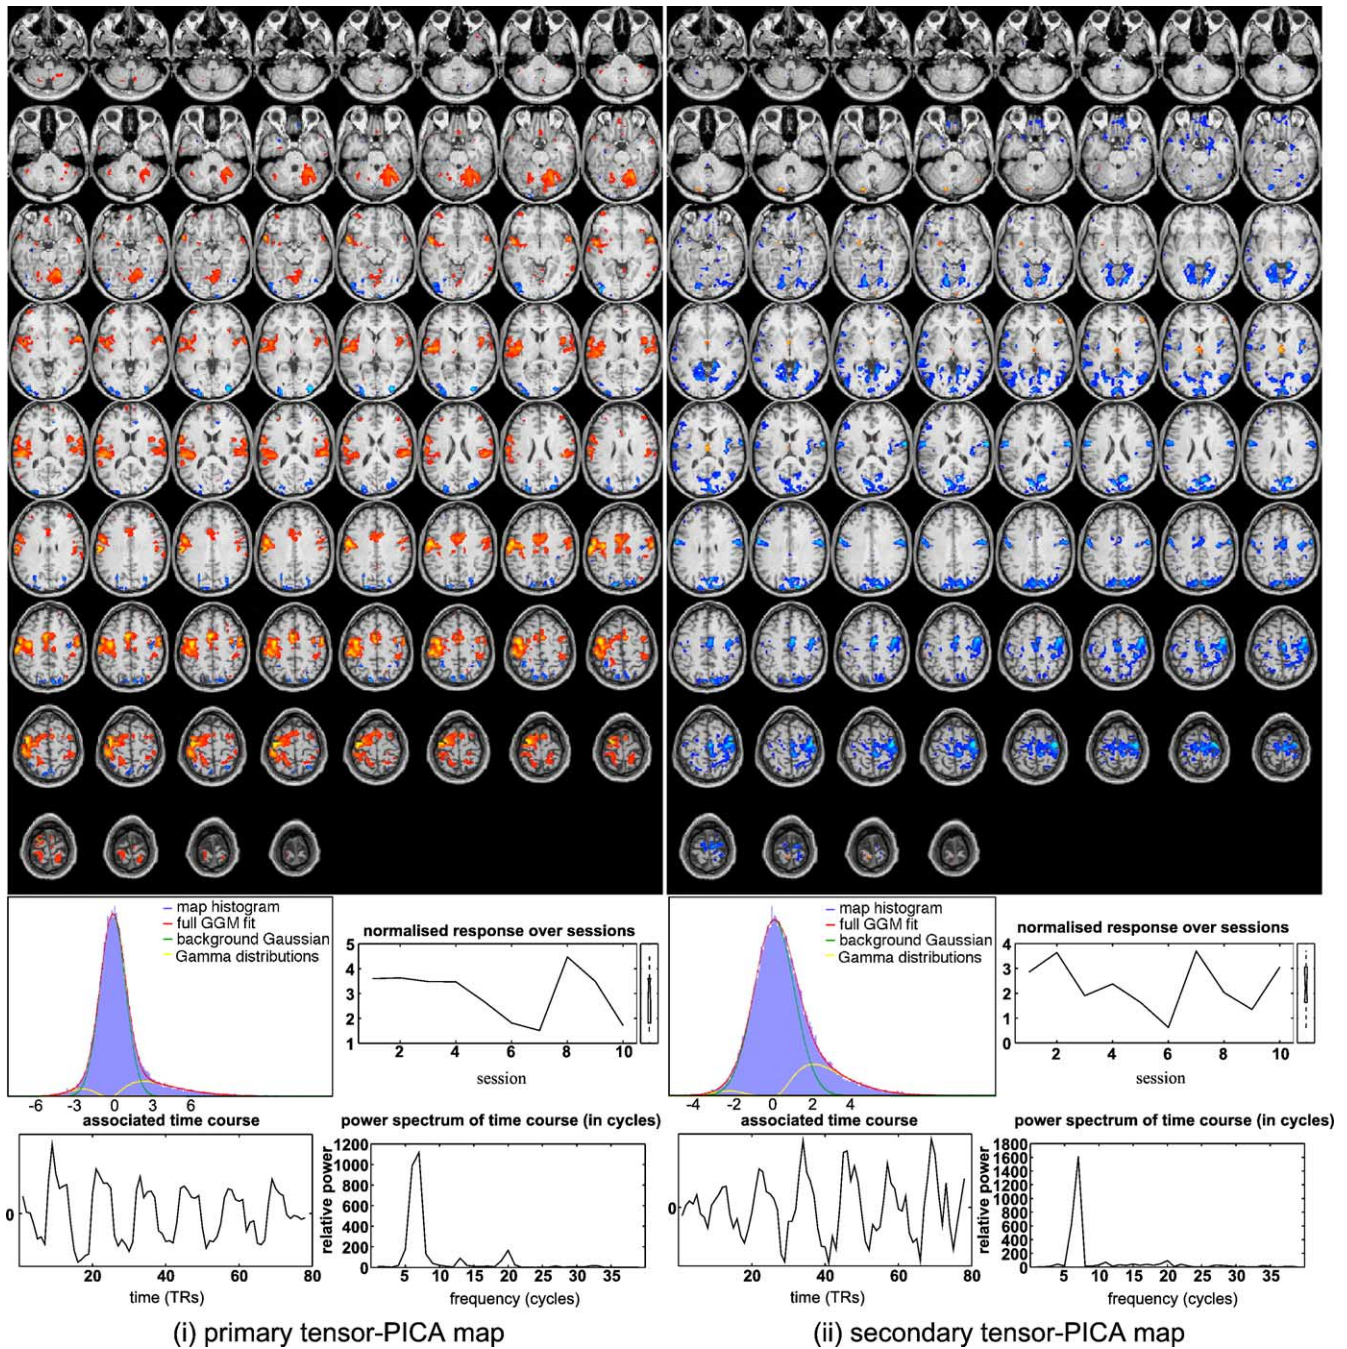 map histogram
full GGM fit
background Gaussian
Gamma distributions
-6 -3 0 3 6
normalised response over sessions
5
4
3
2
1
2 4 6 8 10
session
associated time course
0
20 40 60 80
time (TRs)
power spectrum of time course (in cycles)
relative power
1200
1000
800
600
400
200
0
5 10 15 20 25 30 35
frequency (cycles)
(i) primary tensor-PICA map
map histogram
full GGM fit
background Gaussian
Gamma distributions
-4 -2 0 2 4
normalised response over sessions
4
3
2
1
0
2 4 6 8 10
session
associated time course
0
20 40 60 80
time (TRs)
power spectrum of time course (in cycles)
relative power
1800
1600
1400
1200
1000
800
600
400
200
0
5 10 15 20 25 30 35
frequency (cycles)
(ii) secondary tensor-PICA map